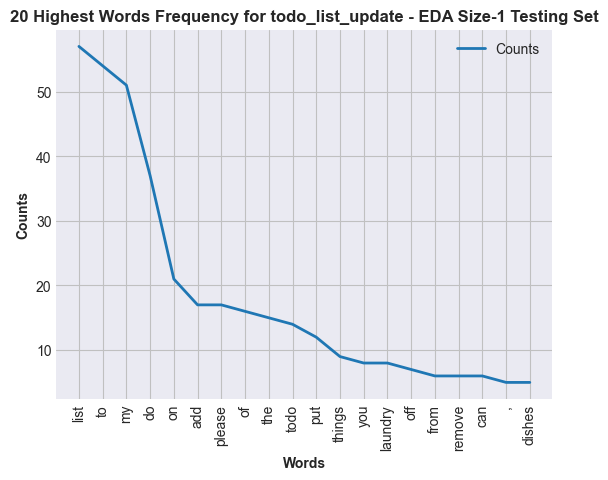 20 Highest Words Frequency for todo_list_update - EDA Size-1 Testing Set
Counts
50
40
30
20
10
Counts
list
to
my
do
on
add
please
of
the
todo
put
things
you
laundry
off
from
remove
can
,
dishes
Words